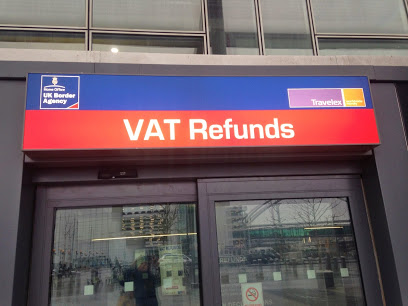 Home Office
UK Border
Agency
Travelex
VAT Refunds